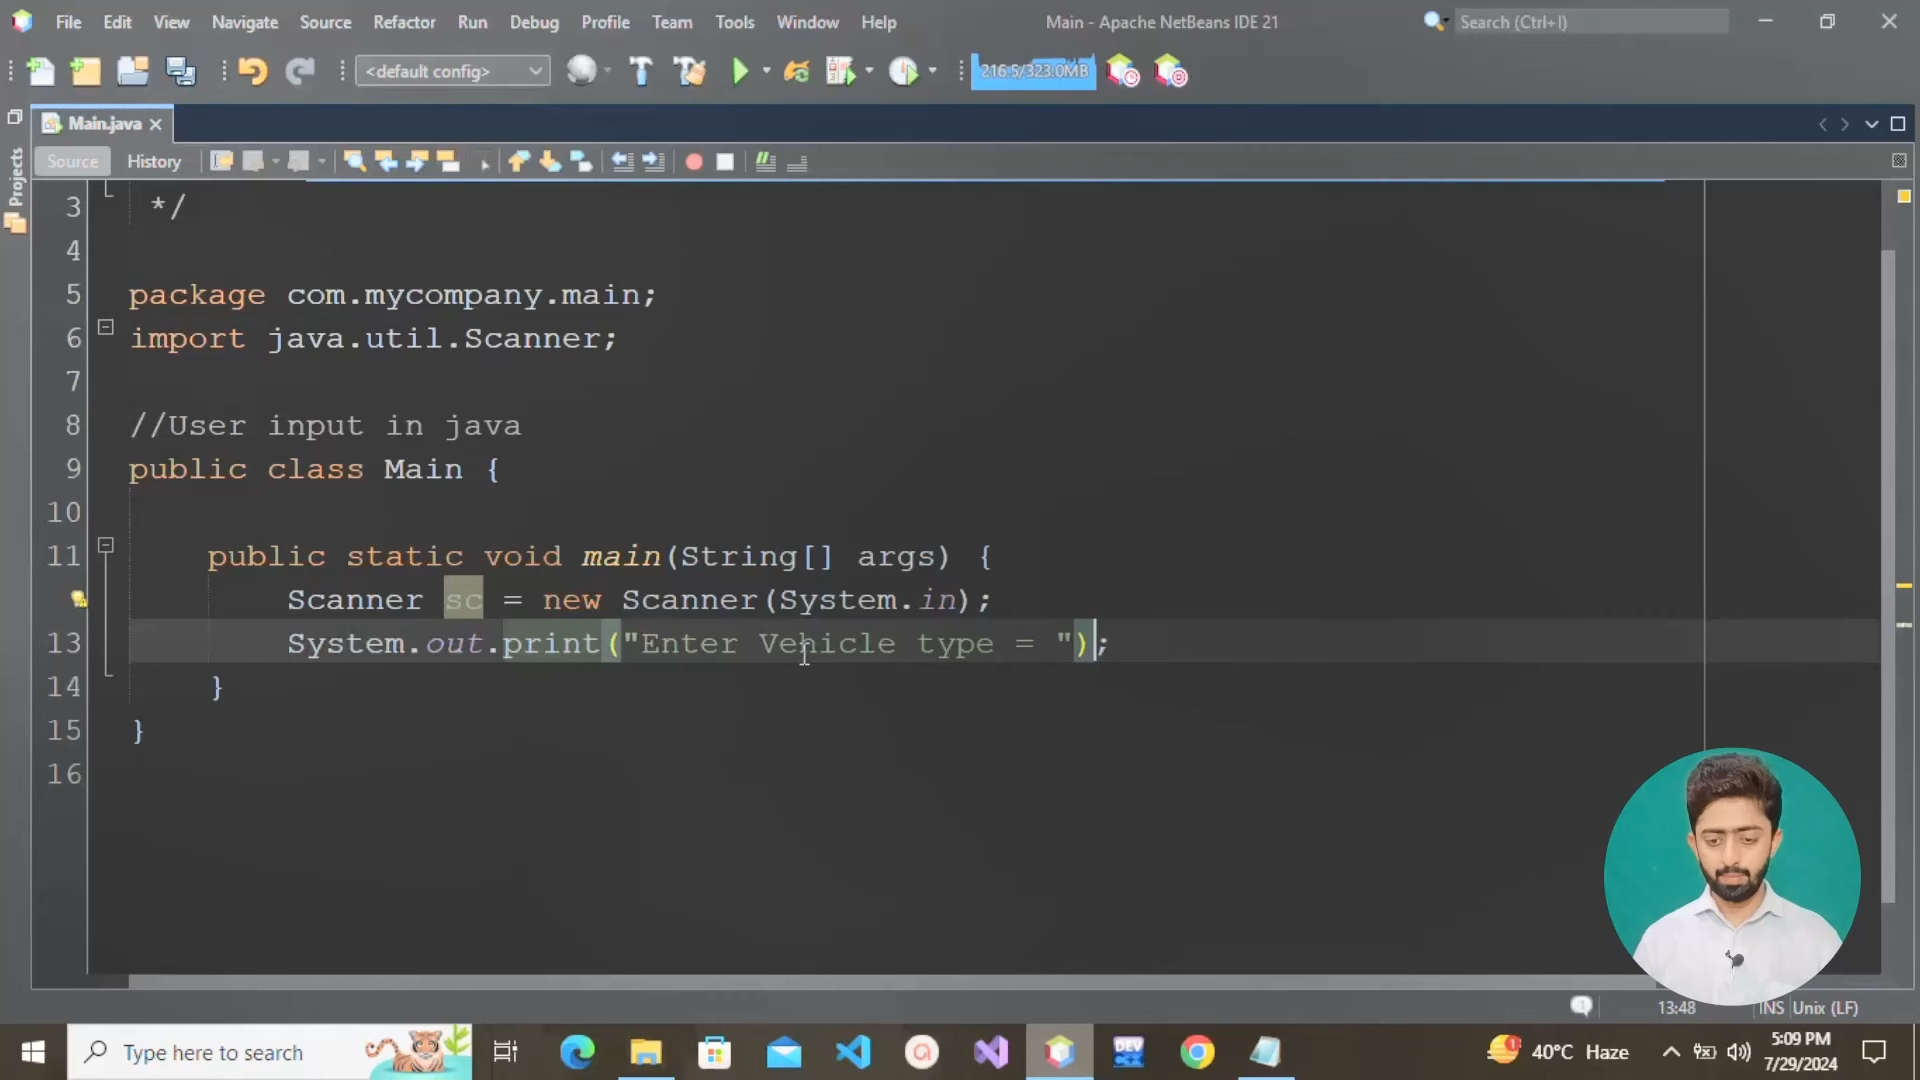 File Edit View Navigate Source Refactor Run Debug Profile Team Tools Window Help Main - Apache NetBeans IDE 21 Search (Ctrl+I)
<default config> 216.5/323.0MB
Main.java
Projects
Source History
3 */
4
5 package com.mycompany.main;
6 import java.util.Scanner;
7
8 //User input in java
9 public class Main {
10
11 public static void main(String[] args) {
Scanner sc = new Scanner(System.in);
13 System.out.print("Enter Vehicle type = ");
14 }
15 }
16
13:48 INS Unix (LF)
Type here to search DEV 40°C Haze 5:09 PM
7/29/2024